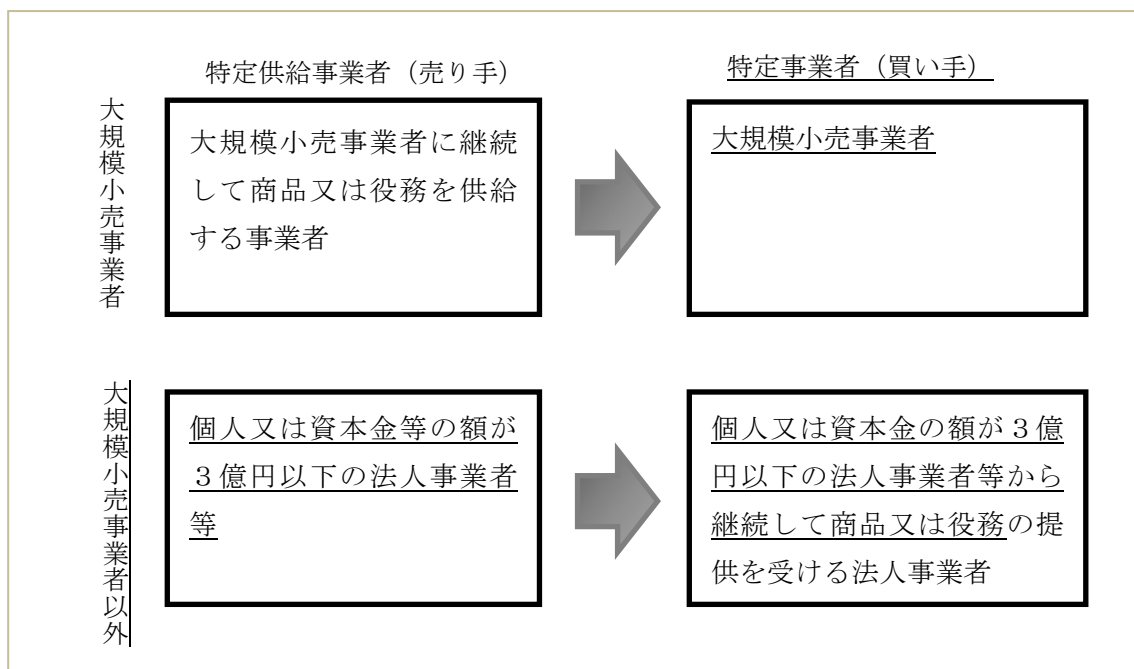 特定供給事業者（売り手）
特定事業者（買い手）
大規模小売事業者
大規模小売事業者に継続
して商品又は役務を供給
する事業者
大規模小売事業者
大規模小売事業者以外
個人又は資本金等の額が
３億円以下の法人事業者
等
個人又は資本金の額が３億
円以下の法人事業者等から
継続して商品又は役務の提
供を受ける法人事業者